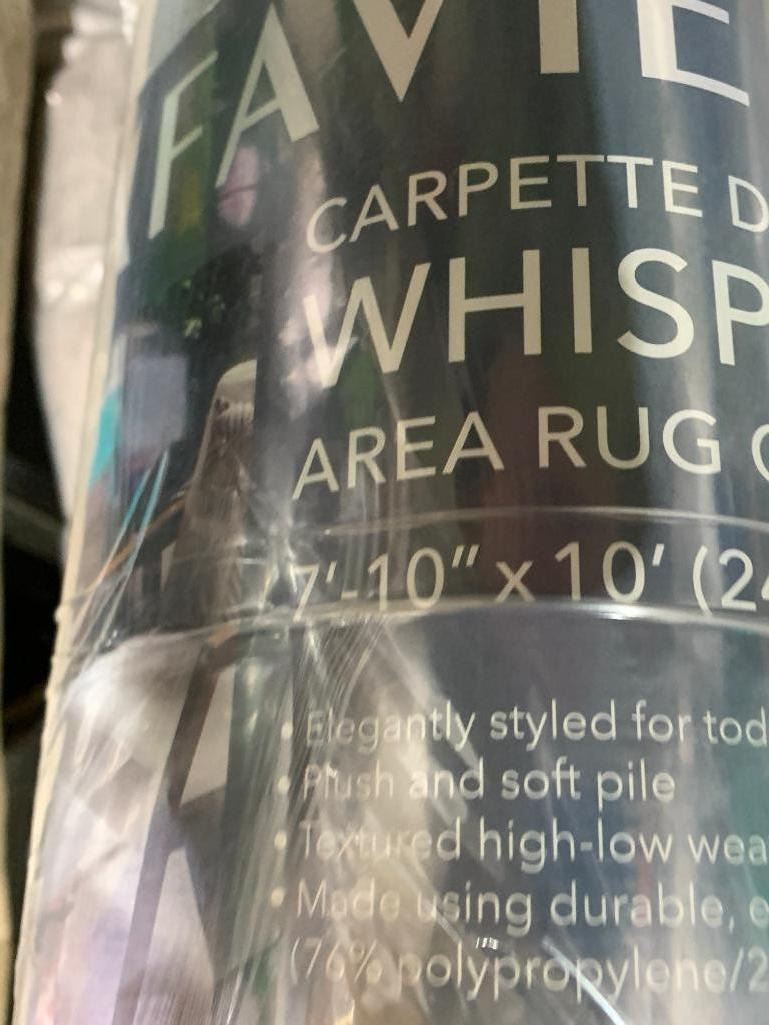 FAVIE
CARPETTE D
WHISP
AREA RUG
7'-10" x 10' (24
• Elegantly styled for tod
• Plush and soft pile
• Textured high-low wea
• Made using durable, e
(76% polypropylene/2